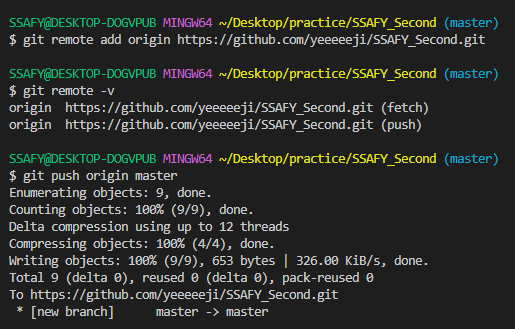 SSAFY@DESKTOP-DOGVPUB MINGW64 ~/Desktop/practice/SSAFY_Second (master)
$ git remote add origin https://github.com/yeeeeeji/SSAFY_Second.git
SSAFY@DESKTOP-DOGVPUB MINGW64 ~/Desktop/practice/SSAFY_Second (master)
$ git remote -v
origin  https://github.com/yeeeeeji/SSAFY_Second.git (fetch)
origin  https://github.com/yeeeeeji/SSAFY_Second.git (push)
SSAFY@DESKTOP-DOGVPUB MINGW64 ~/Desktop/practice/SSAFY_Second (master)
$ git push origin master
Enumerating objects: 9, done.
Counting objects: 100% (9/9), done.
Delta compression using up to 12 threads
Compressing objects: 100% (4/4), done.
Writing objects: 100% (9/9), 653 bytes | 326.00 KiB/s, done.
Total 9 (delta 0), reused 0 (delta 0), pack-reused 0
To https://github.com/yeeeeeji/SSAFY_Second.git
 * [new branch]      master -> master